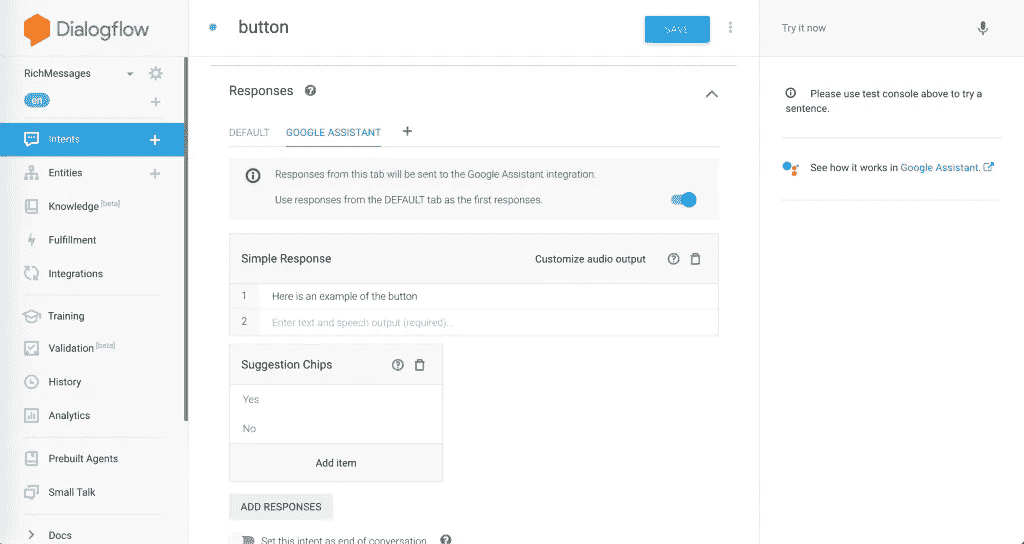 Dialogflow
RichMessages
en
Intents
Entities
Knowledge [beta]
Fulfillment
Integrations
Training
Validation [beta]
History
Analytics
Prebuilt Agents
Small Talk
Docs
button
SAVE
Responses
DEFAULT GOOGLE ASSISTANT
Responses from this tab will be sent to the Google Assistant integration.
Use responses from the DEFAULT tab as the first responses.
Simple Response Customize audio output
1 Here is an example of the button
2 Enter text and speech output (required)...
Suggestion Chips
Yes
No
Add item
ADD RESPONSES
Set this intent as end of conversation
Try it now
Please use test console above to try a
sentence.
See how it works in Google Assistant.